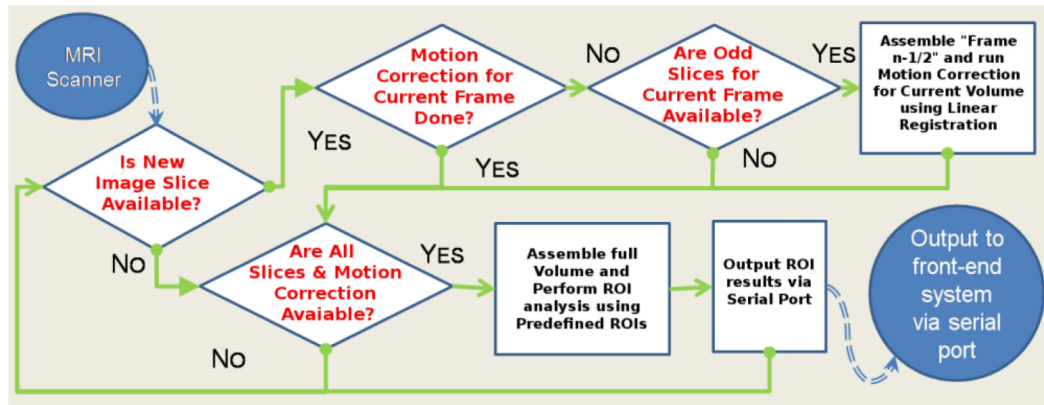 MRI
Scanner
Is New
Image Slice
Available?
YES
NO
Motion
Correction for
Current Frame
Done?
NO
YES
Are Odd
Slices for
Current Frame
Available?
YES
NO
Assemble "Frame
n-1/2" and run
Motion Correction
for Current Volume
using Linear
Registration
Are All
Slices & Motion
Correction
Avaiable?
YES
NO
Assemble full
Volume and
Perform ROI
analysis using
Predefined ROIs
Output ROI
results via
Serial Port
Output to
front-end
system
via serial
port